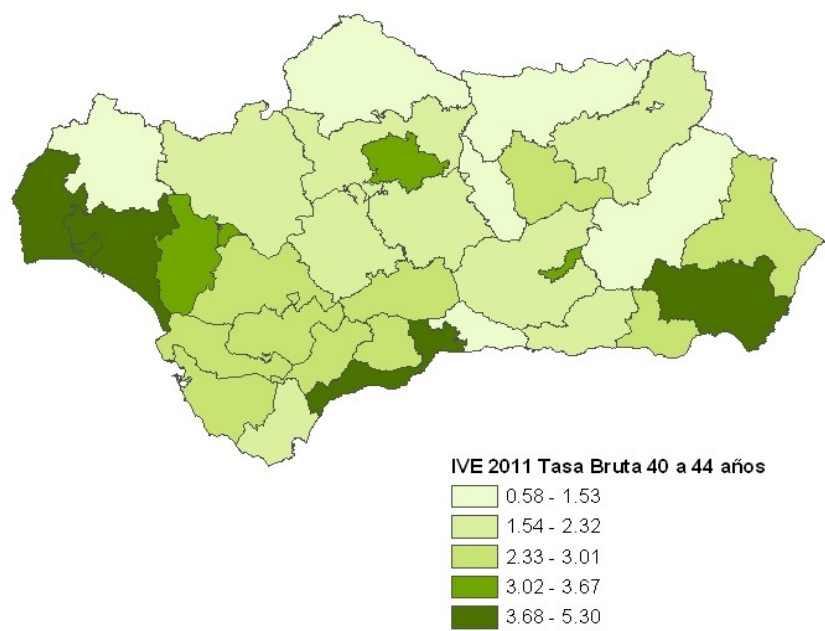 IVE 2011 Tasa Bruta 40 a 44 años
0.58 - 1.53
1.54 - 2.32
2.33 - 3.01
3.02 - 3.67
3.68 - 5.30